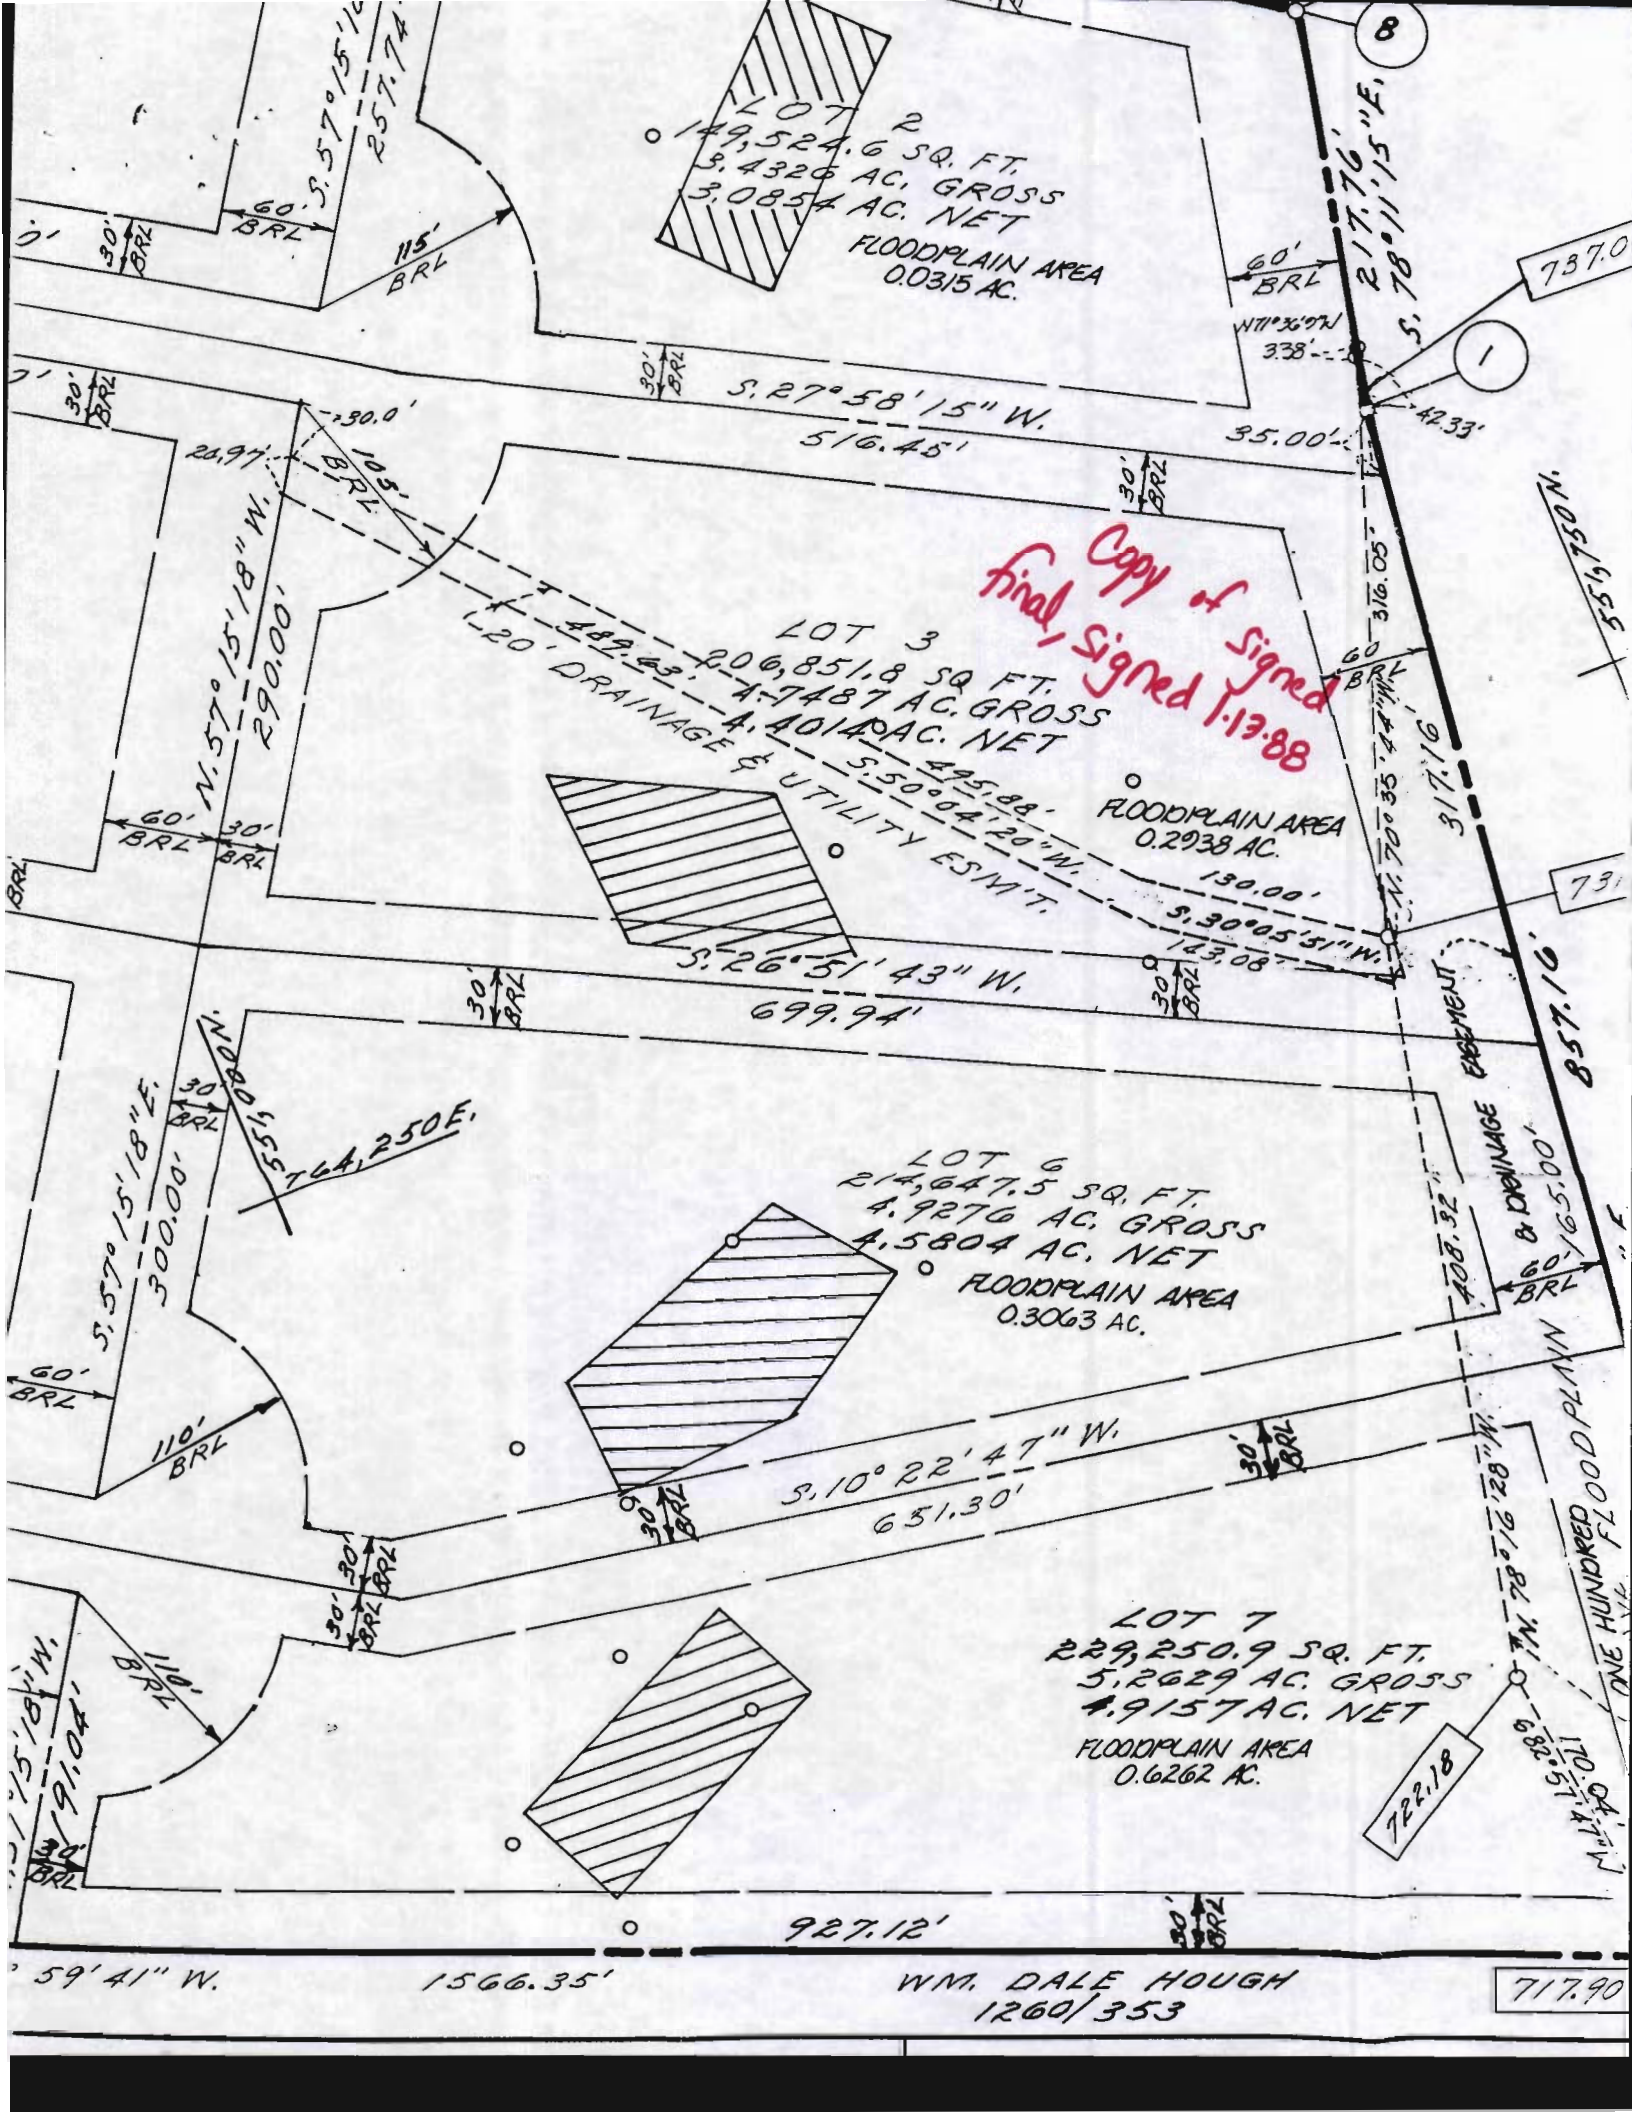 8
217.76'
S. 78°11'15"E.
257.74'
LOT 2
149,524.6 SQ. FT.
3.4326 AC. GROSS
3.0854 AC. NET
FLOODPLAIN AREA
0.0315 AC.
60'
BRL
30'
BRL
115'
BRL
60'
BRL
737.0
3.38'
1
42.33'
35.00'
30'
BRL
30'
BRL
S. 27°58'15" W.
516.45'
30.0'
105'
BRL
N. 57°15'18" W.
290.00'
30'
BRL
551,750 N.
Copy of signed
final, signed 1.13.88
316.05'
60
BRL
N. 70°35'44" W.
317.16'
LOT 3
206,851.8 SQ FT.
4.7487 AC. GROSS
4.4014 AC. NET
489.63'
20' DRAINAGE & UTILITY ESM'T.
495.88'
S.50°04'20"W.
FLOODPLAIN AREA
0.2938 AC.
130.00'
S.30°05'51"W.
143.08'
60'
BRL
30'
BRL
BRL
S. 26°51'43" W.
699.94'
30'
BRL
30'
BRL
857.16'
551,000 N.
764,250 E.
30'
BRL
S. 57°15'18"E.
300.00'
LOT 6
214,647.5 SQ. FT.
4.9276 AC. GROSS
4.5804 AC. NET
FLOODPLAIN AREA
0.3063 AC.
408.32'
165.00'
60'
BRL
ONE HUNDRED
FLOODPLAIN & DRAINAGE EASEMENT
60'
BRL
110'
BRL
S. 10°22'47" W.
651.30'
30'
BRL
30'
BRL
30'
BRL
30'
BRL
N. 78°16'28"W.
LOT 7
229,250.9 SQ. FT.
5.2629 AC. GROSS
4.9157 AC. NET
FLOODPLAIN AREA
0.6262 AC.
722.18
170.04'
110'
BRL
191.04'
BRL
927.12'
30'
BRL
59'41" W.
1566.35'
WM. DALE HOUGH
1260/353
717.90